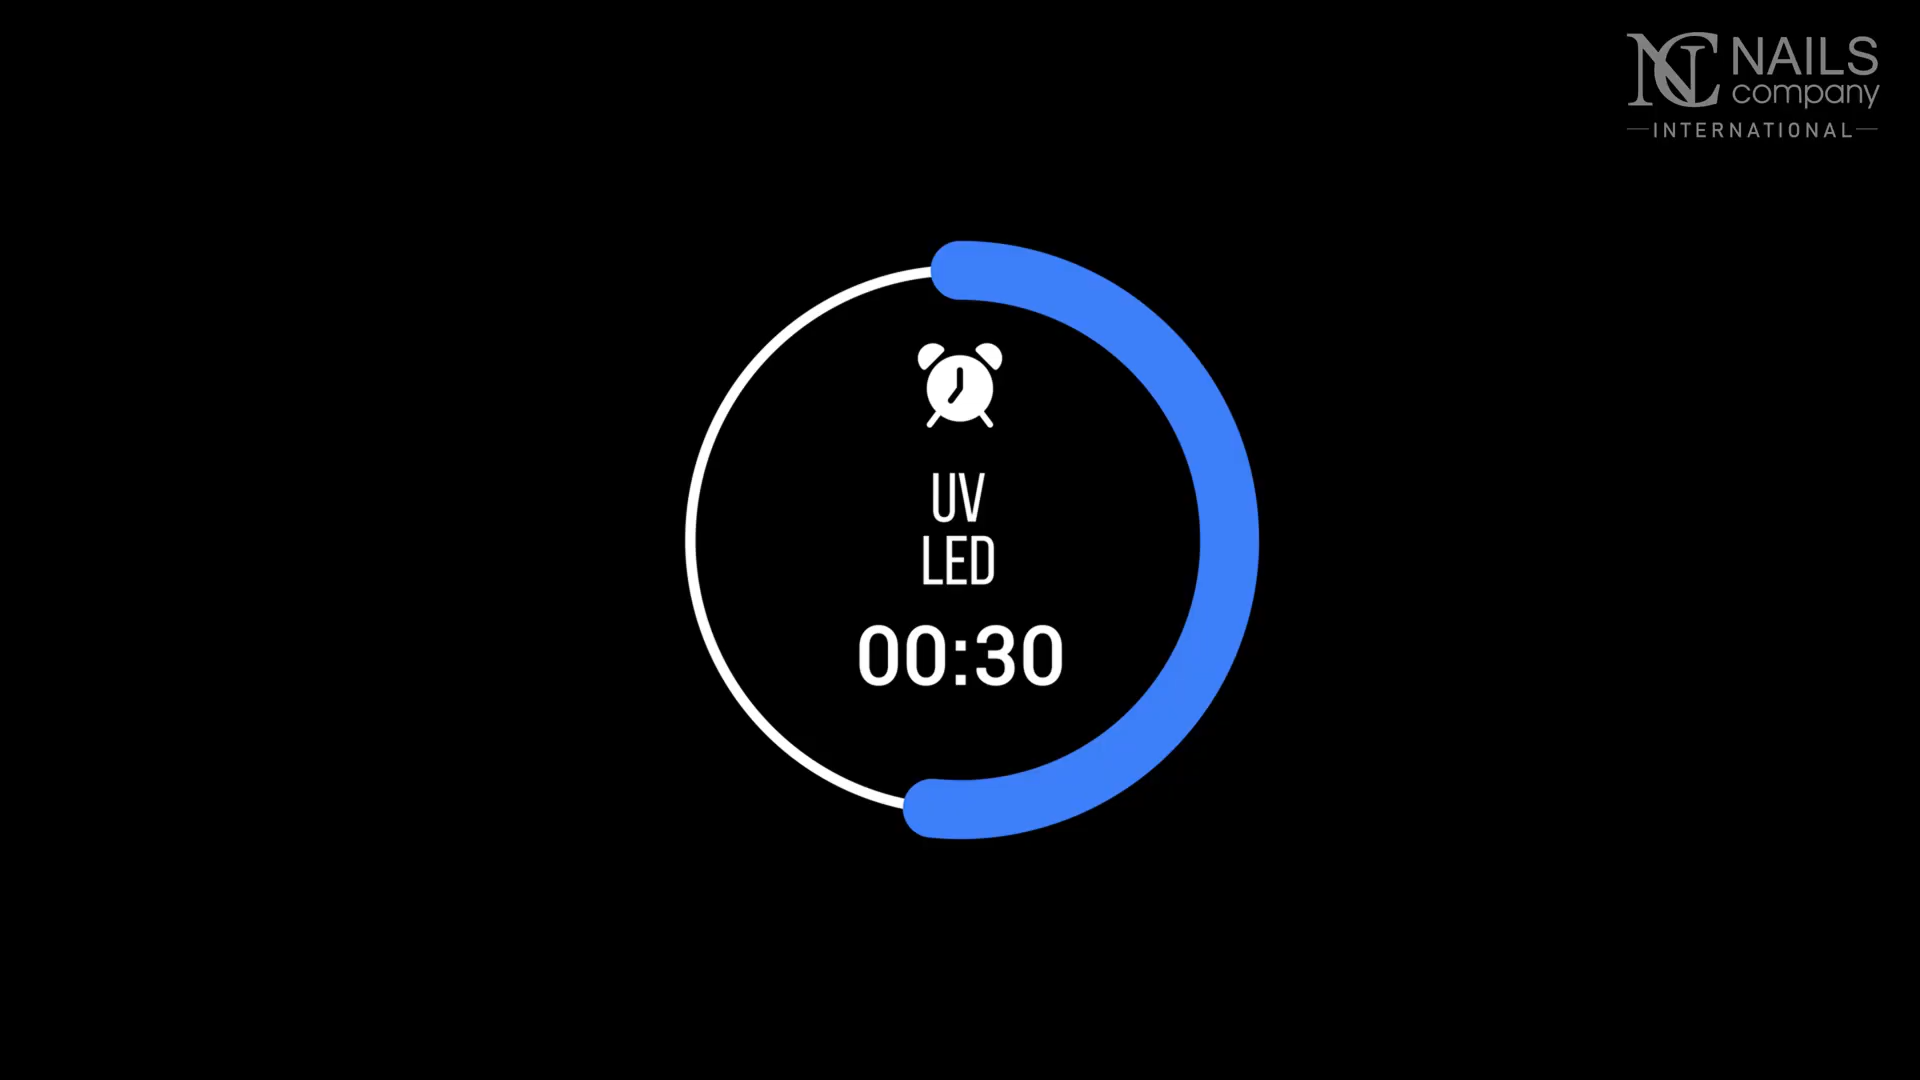 NC NAILS
company
INTERNATIONAL
UV
LED
00:30